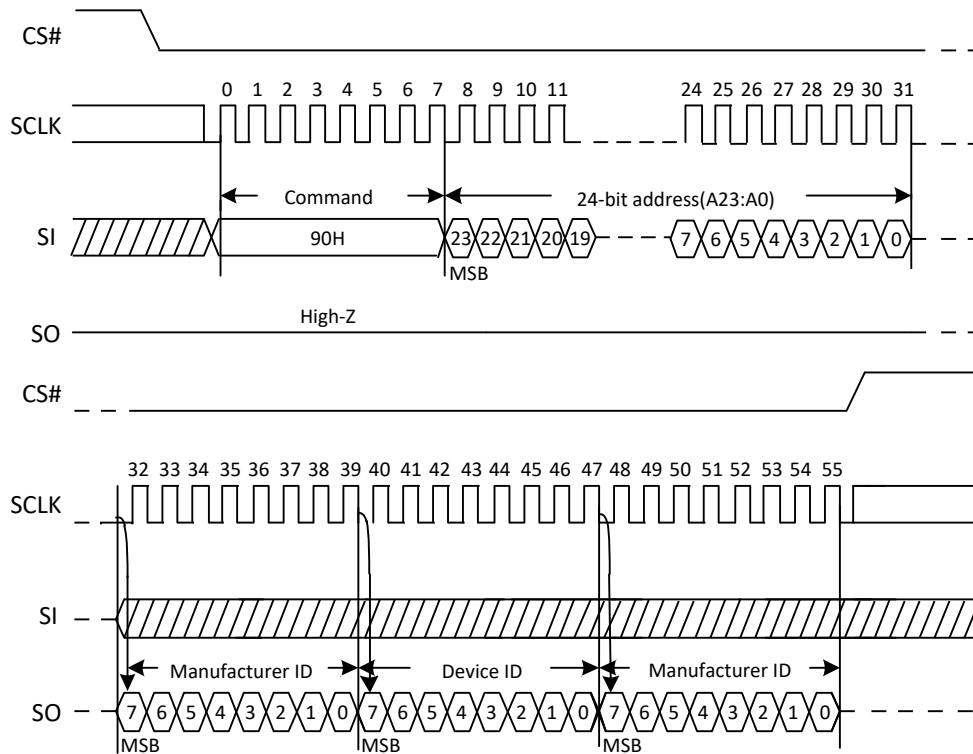 CS#
0 1 2 3 4 5 6 7 8 9 10 11 24 25 26 27 28 29 30 31
SCLK
Command 24-bit address(A23:A0)
SI 90H 23 22 21 20 19 7 6 5 4 3 2 1 0
MSB
High-Z
SO
CS#
32 33 34 35 36 37 38 39 40 41 42 43 44 45 46 47 48 49 50 51 52 53 54 55
SCLK
SI
Manufacturer ID Device ID Manufacturer ID
SO 7 6 5 4 3 2 1 0 7 6 5 4 3 2 1 0 7 6 5 4 3 2 1 0
MSB MSB MSB